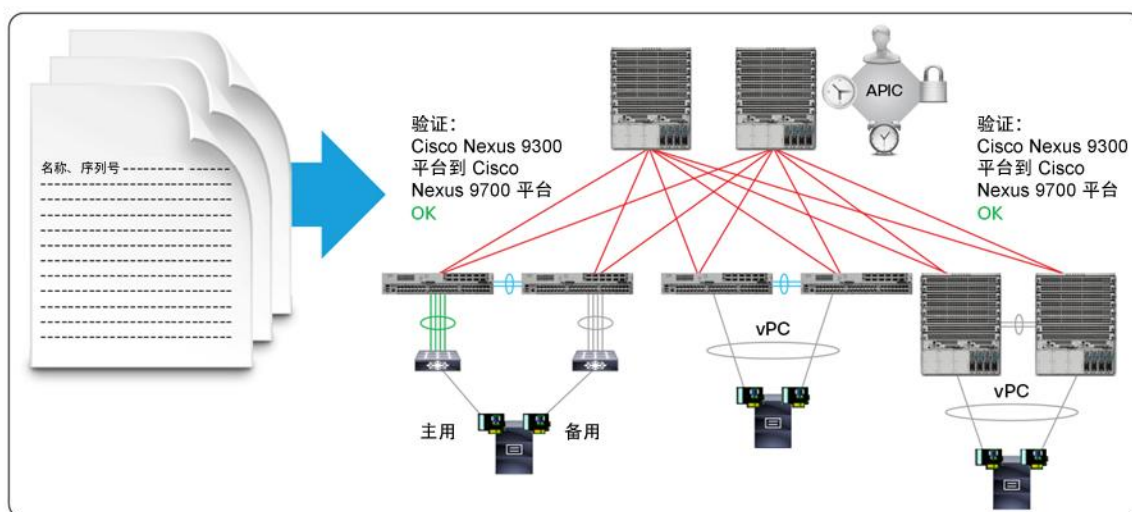 名称、序列号
验证：
Cisco Nexus 9300
平台到 Cisco
Nexus 9700 平台
OK
APIC
验证：
Cisco Nexus 9300
平台到 Cisco
Nexus 9700 平台
OK
vPC
vPC
主用
备用